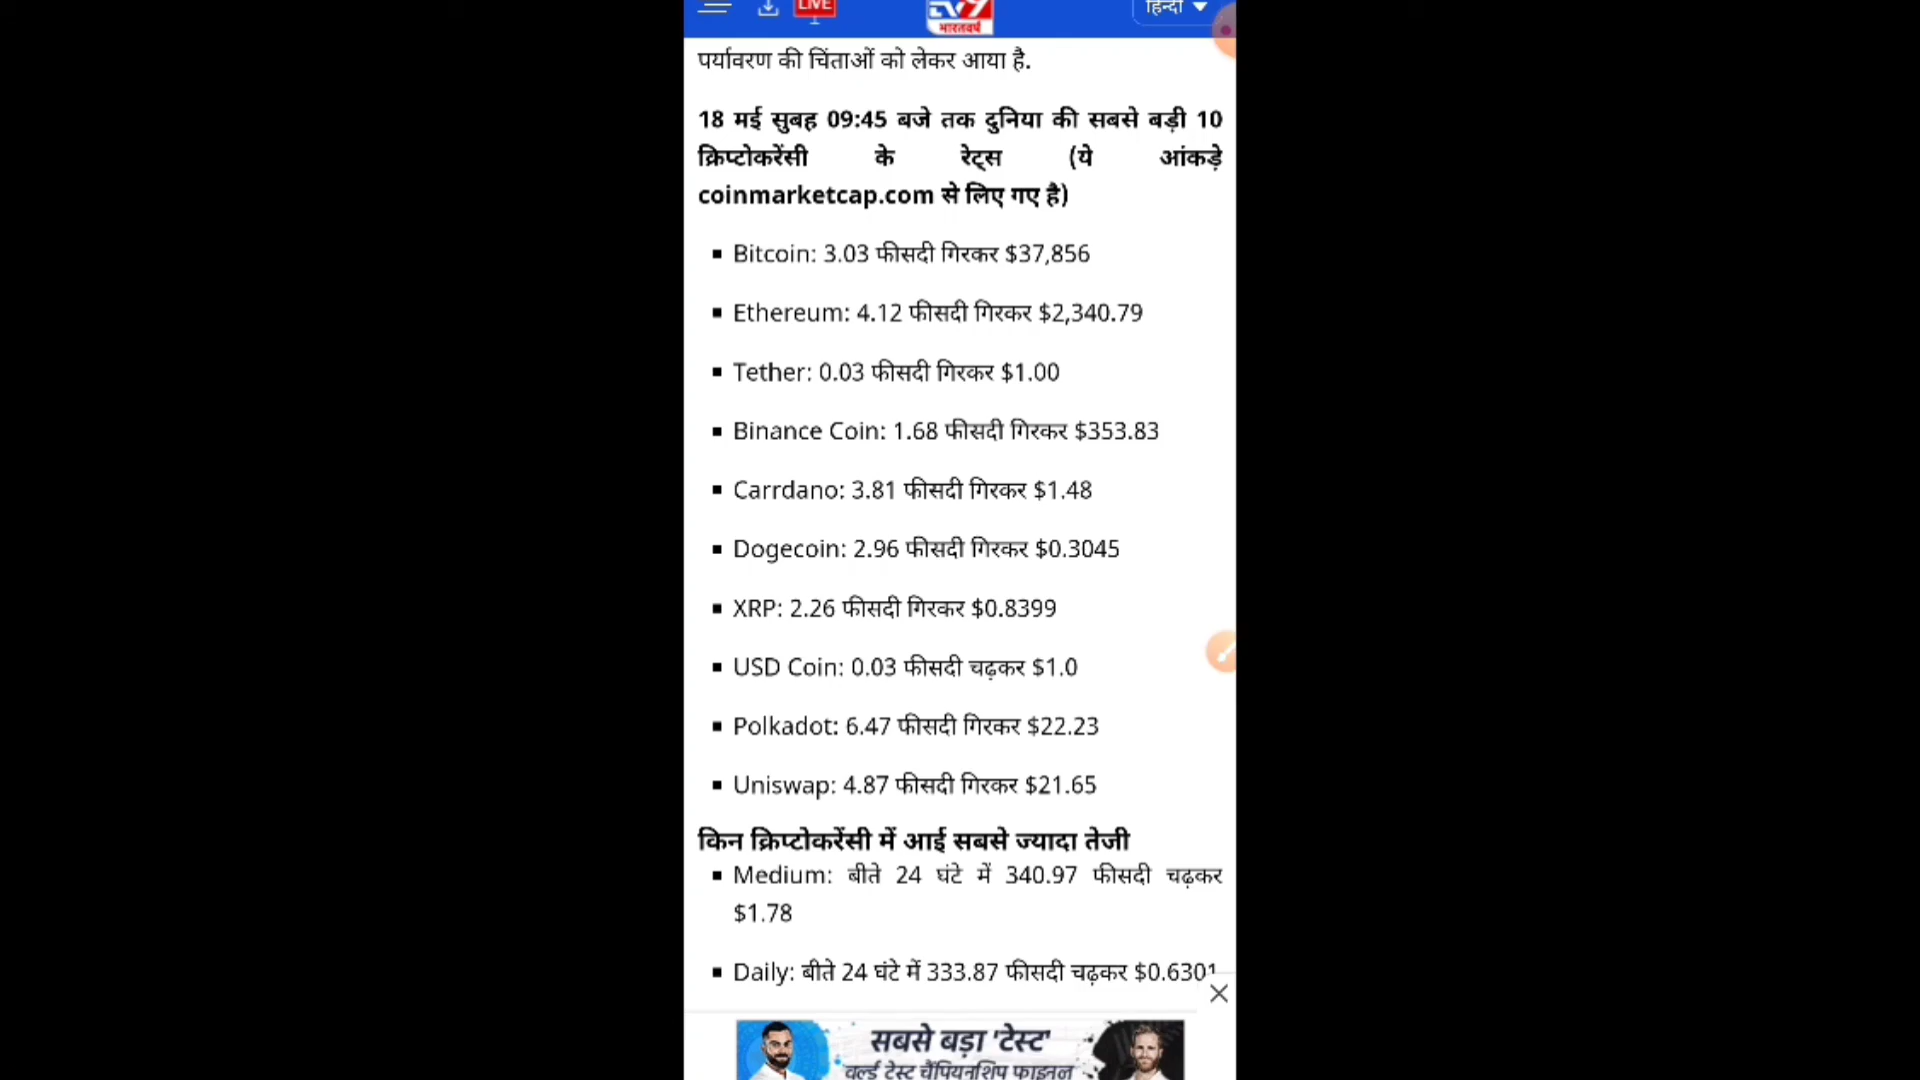 LIVE
TV9
भारतवर्ष
हिन्दी
पर्यावरण की चिंताओं को लेकर आया है.
18 मई सुबह 09:45 बजे तक दुनिया की सबसे बड़ी 10
क्रिप्टोकरेंसी के रेट्स (ये आंकड़े
coinmarketcap.com से लिए गए है)
▪ Bitcoin: 3.03 फीसदी गिरकर $37,856
▪ Ethereum: 4.12 फीसदी गिरकर $2,340.79
▪ Tether: 0.03 फीसदी गिरकर $1.00
▪ Binance Coin: 1.68 फीसदी गिरकर $353.83
▪ Carrdano: 3.81 फीसदी गिरकर $1.48
▪ Dogecoin: 2.96 फीसदी गिरकर $0.3045
▪ XRP: 2.26 फीसदी गिरकर $0.8399
▪ USD Coin: 0.03 फीसदी चढ़कर $1.0
▪ Polkadot: 6.47 फीसदी गिरकर $22.23
▪ Uniswap: 4.87 फीसदी गिरकर $21.65
किन क्रिप्टोकरेंसी में आई सबसे ज्यादा तेजी
▪ Medium: बीते 24 घंटे में 340.97 फीसदी चढ़कर
$1.78
▪ Daily: बीते 24 घंटे में 333.87 फीसदी चढ़कर $0.6301
सबसे बड़ा 'टेस्ट'
वर्ल्ड टेस्ट चैंपियनशिप फाइनल